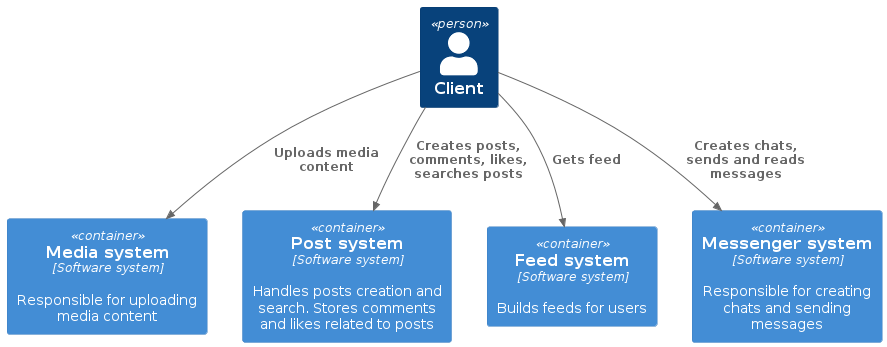 «person»
Client
Uploads media
content
Creates posts,
comments, likes,
searches posts
Gets feed
Creates chats,
sends and reads
messages
«container»
Media system
[Software system]
Responsible for uploading
media content
«container»
Post system
[Software system]
Handles posts creation and
search. Stores comments
and likes related to posts
«container»
Feed system
[Software system]
Builds feeds for users
«container»
Messenger system
[Software system]
Responsible for creating
chats and sending
messages